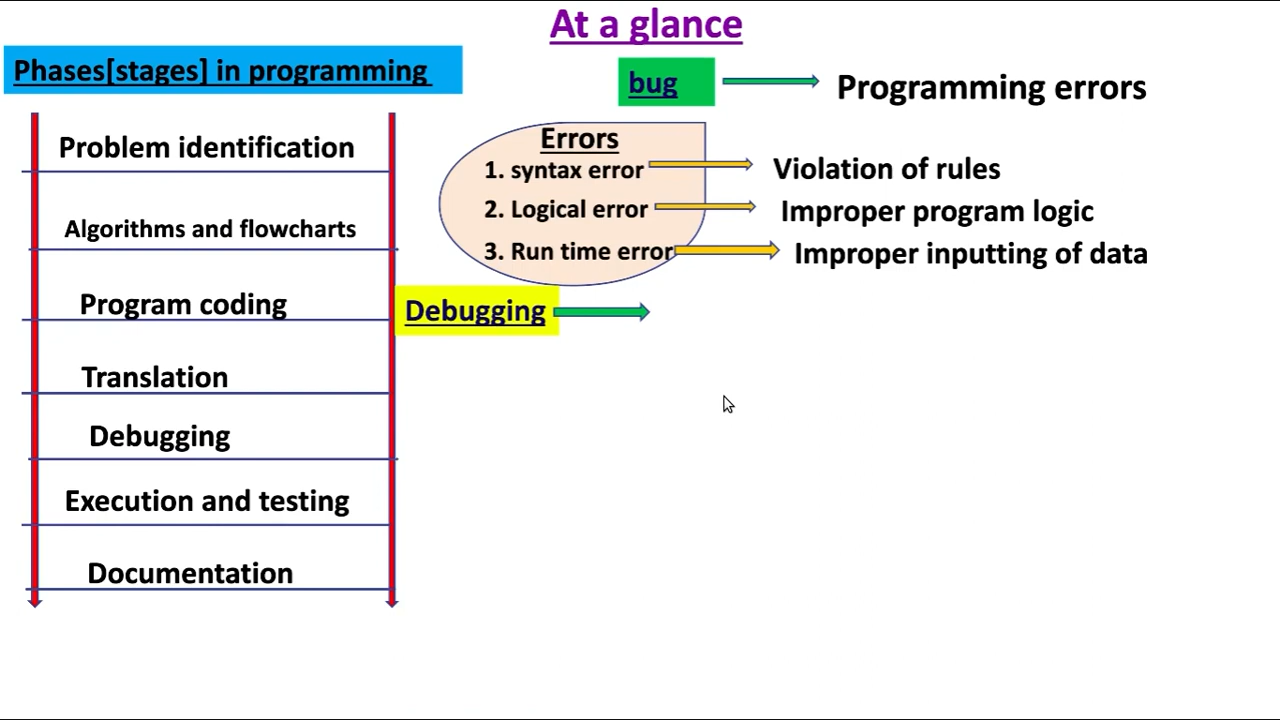 At a glance
Phases[stages] in programming
Problem identification
Algorithms and flowcharts
Program coding
Translation
Debugging
Execution and testing
Documentation
bug
Programming errors
Errors
1. syntax error
Violation of rules
2. Logical error
Improper program logic
3. Run time error
Improper inputting of data
Debugging